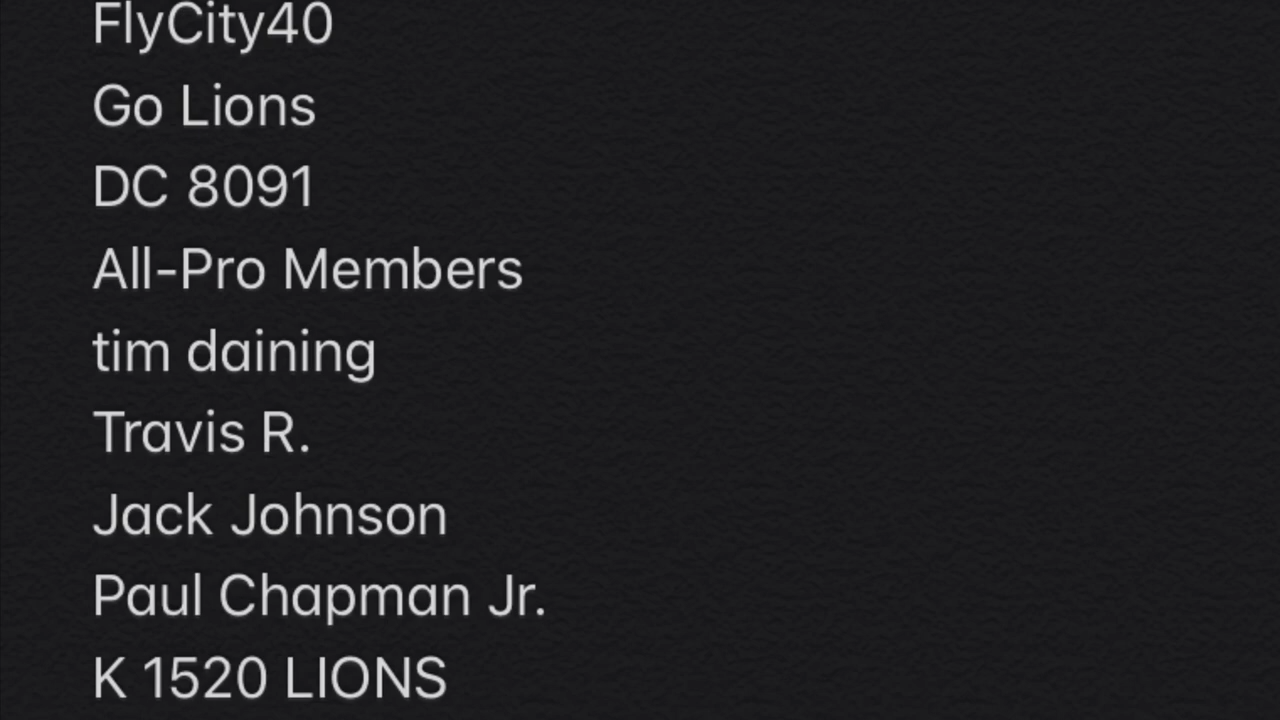 FlyCity40
Go Lions
DC 8091
All-Pro Members
tim daining
Travis R.
Jack Johnson
Paul Chapman Jr.
K 1520 LIONS